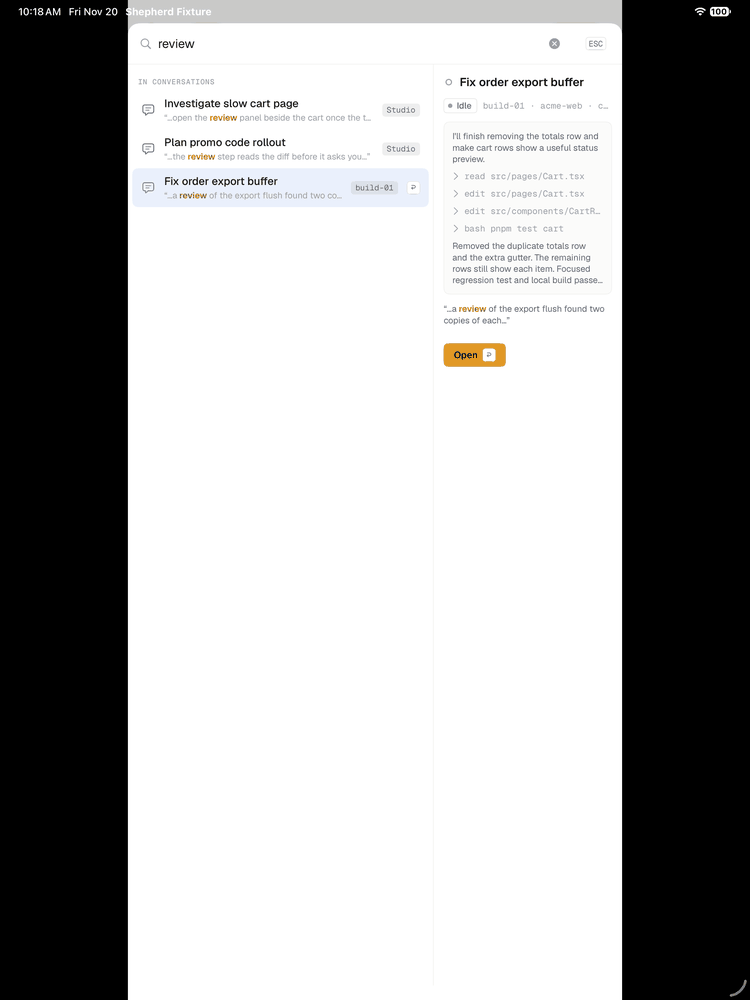 10:18 AM Fri Nov 20 Shepherd Fixture 100
review
ESC
IN CONVERSATIONS
Investigate slow cart page
"…open the review panel beside the cart once the t…
Studio
Plan promo code rollout
"…the review step reads the diff before it asks you…"
Studio
Fix order export buffer
"…a review of the export flush found two co…
build-01
Fix order export buffer
Idle build-01 · acme-web · c…
I'll finish removing the totals row and
make cart rows show a useful status
preview.
> read src/pages/Cart.tsx
> edit src/pages/Cart.tsx
> edit src/components/CartR…
> bash pnpm test cart
Removed the duplicate totals row
and the extra gutter. The remaining
rows still show each item. Focused
regression test and local build passe…
"…a review of the export flush found two
copies of each…"
Open